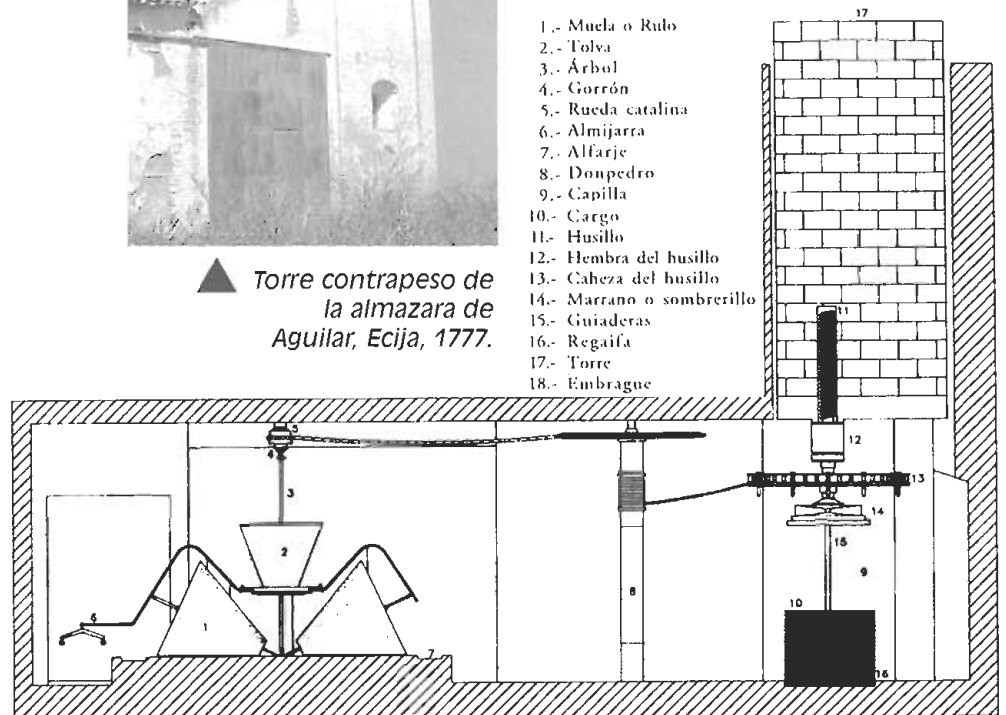 1.- Muela o Rulo
2.- Tolva
3.- Árbol
4.- Gorrón
5.- Rueda catalina
6.- Almijarra
7.- Alfarje
8.- Donpedro
9.- Capilla
10.- Cargo
11.- Husillo
12.- Hembra del husillo
13.- Cabeza del husillo
14.- Marrano o sombrerillo
15.- Guiaderas
16.- Regaifa
17.- Torre
18.- Embrague
▲ Torre contrapeso de
la almazara de
Aguilar, Ecija, 1777.
17
11
5
4
12
3
13
14
2
15
9
8
6
10
1
7
16